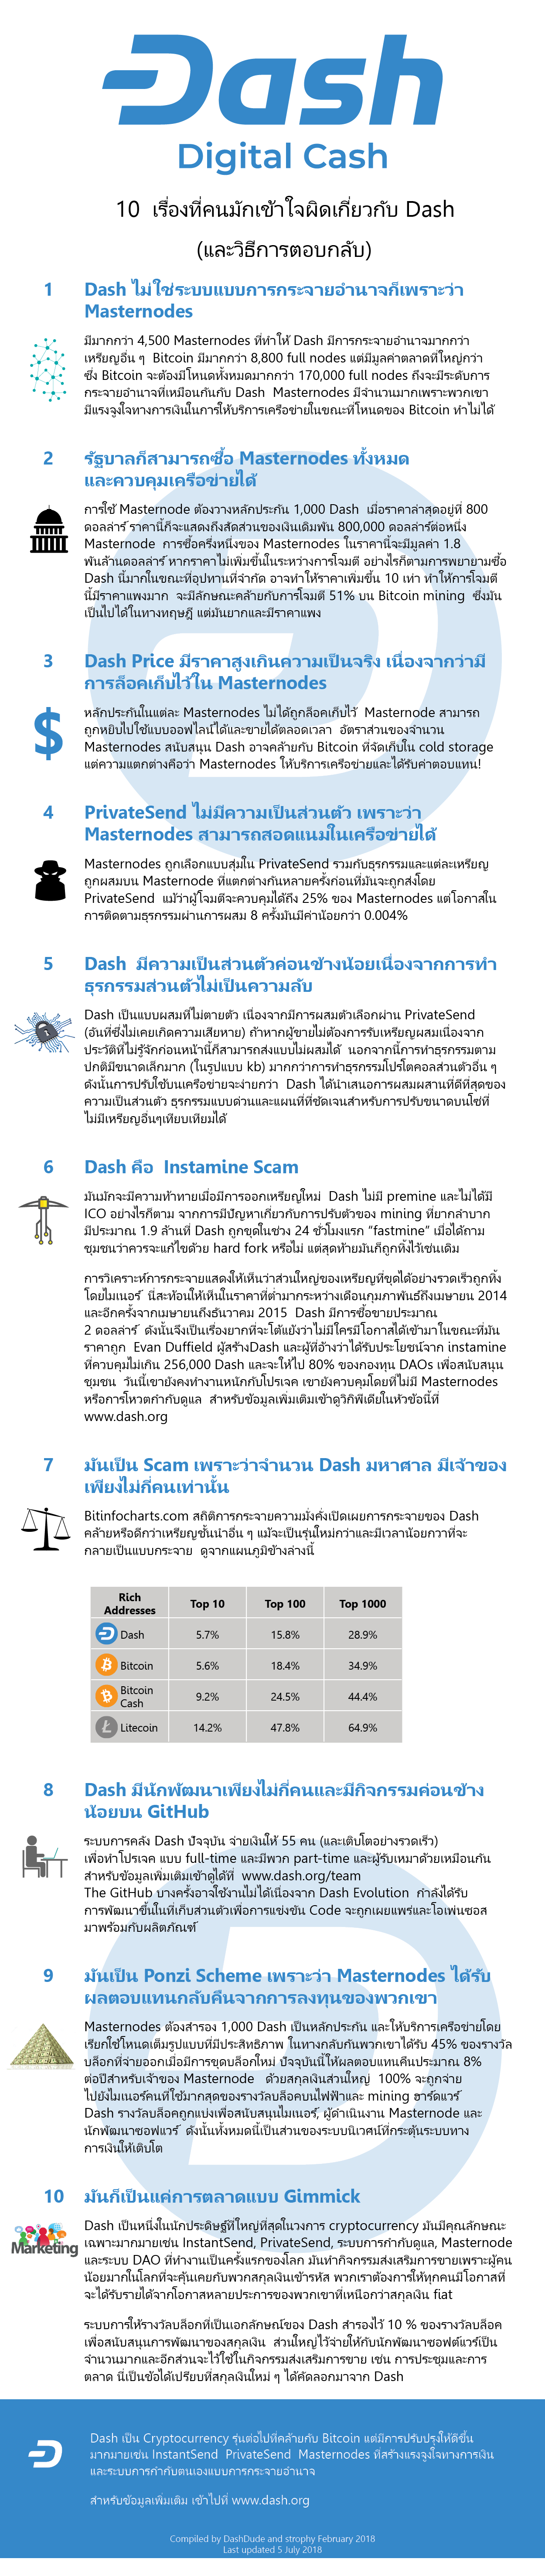 Dash
Digital Cash
10 เรื่องที่คนมักเข้าใจผิดเกี่ยวกับ Dash
(และวิธีการตอบกลับ)
1 Dash ไม่ใช่ระบบแบบการกระจายอำนาจก็เพราะว่า
Masternodes
มีมากกว่า 4,500 Masternodes ที่ทำให้ Dash มีการกระจายอำนาจมากกว่า
เหรียญอื่น ๆ Bitcoin มีมากกว่า 8,800 full nodes แต่มีมูลค่าตลาดที่ใหญ่กว่า
ซึ่ง Bitcoin จะต้องมีโหนดทั้งหมดมากกว่า 170,000 full nodes ถึงจะมีระดับการ
กระจายอำนาจที่เหมือนกันกับ Dash Masternodes มีจำนวนมากเพราะพวกเขา
มีแรงจูงใจทางการเงินในการให้บริการเครือข่ายในขณะที่โหนดของ Bitcoin ทำไม่ได้
2 รัฐบาลก็สามารถซื้อ Masternodes ทั้งหมด
และควบคุมเครือข่ายได้
การใช้ Masternode ต้องวางหลักประกัน 1,000 Dash เมื่อราคาล่าสุดอยู่ที่ 800
ดอลล่าร์ ราคานี้ก็จะแสดงถึงสัดส่วนของเงินเดิมพัน 800,000 ดอลล่าร์ต่อหนึ่ง
Masternode การซื้อครึ่งหนึ่งของ Masternodes ในราคานี้จะมีมูลค่า 1.8
พันล้านดอลล่าร์ หากราคาไม่เพิ่มขึ้นในระหว่างการโจมตี อย่างไรก็ตามการพยายามซื้อ
Dash นี้มากในขณะที่อุปทานที่จำกัด อาจทำให้ราคาเพิ่มขึ้น 10 เท่า ทำให้การโจมตี
นี้มีราคาแพงมาก จะมีลักษณะคล้ายกับการโจมตี 51% บน Bitcoin mining ซึ่งมัน
เป็นไปได้ในทางทฤษฎี แต่มันยากและมีราคาแพง
3 Dash Price มีราคาสูงเกินความเป็นจริง เนื่องจากว่ามี
การล็อคเก็บไว้ใน Masternodes
หลักประกันในแต่ละ Masternodes ไม่ได้ถูกล็อคเก็บไว้ Masternode สามารถ
ถูกหยิบไปใช้แบบออฟไลน์ได้และขายได้ตลอดเวลา อัตราส่วนของจำนวน
Masternodes สนับสนุน Dash อาจคล้ายกับ Bitcoin ที่จัดเก็บใน cold storage
แต่ความแตกต่างคือว่า Masternodes ให้บริการเครือข่ายและได้รับค่าตอบแทน!
4 PrivateSend ไม่มีความเป็นส่วนตัว เพราะว่า
Masternodes สามารถสอดแนมในเครือข่ายได้
Masternodes ถูกเลือกแบบสุ่มใน PrivateSend รวมกับธุรกรรมและแต่ละเหรียญ
ถูกผสมบน Masternode ที่แตกต่างกันหลายครั้งก่อนที่มันจะถูกส่งโดย
PrivateSend แม้ว่าผู้โจมตีจะควบคุมได้ถึง 25% ของ Masternodes แต่โอกาสใน
การติดตามธุรกรรมผ่านการผสม 8 ครั้งมันมีค่าน้อยกว่า 0.004%
5 Dash มีความเป็นส่วนตัวค่อนข้างน้อยเนื่องจากการทำ
ธุรกรรมส่วนตัวไม่เป็นความลับ
Dash เป็นแบบผสมที่ไม่ตายตัว เนื่องจากมีการผสมตัวเลือกผ่าน PrivateSend
(อันที่ซึ่งไม่เคยเกิดความเสียหาย) ถ้าหากผู้ขายไม่ต้องการรับเหรียญผสมเนื่องจาก
ประวัติที่ไม่รู้จักก่อนหน้านี้ก็สามารถส่งแบบไม่ผสมได้ นอกจากนี้การทำธุรกรรมตาม
ปกติมีขนาดเล็กมาก (ในรูปแบบ kb) มากกว่าการทำธุรกรรมโปรโตคอลส่วนตัวอื่น ๆ
ดังนั้นการปรับใช้บนเครือข่ายจะง่ายกว่า Dash ได้นำเสนอการผสมผสานที่ดีที่สุดของ
ความเป็นส่วนตัว ธุรกรรมแบบด่วนและแผนที่ที่ชัดเจนสำหรับการปรับขนาดบนโซ่ที่
ไม่มีเหรียญอื่นๆเทียบเทียมได้
6 Dash คือ Instamine Scam
มันมักจะมีความท้าทายเมื่อมีการออกเหรียญใหม่ Dash ไม่มี premine และไม่ได้มี
ICO อย่างไรก็ตาม จากการมีปัญหาเกี่ยวกับการปรับตัวของ mining ที่ยากลำบาก
มีประมาณ 1.9 ล้านที่ Dash ถูกขุดในช่วง 24 ชั่วโมงแรก "fastmine" เมื่อได้ถาม
ชุมชนว่าควรจะแก้ไขด้วย hard fork หรือไม่ แต่สุดท้ายมันก็ถูกทิ้งไว้เช่นเดิม
การวิเคราะห์การกระจายแสดงให้เห็นว่าส่วนใหญ่ของเหรียญที่ขุดได้อย่างรวดเร็วถูกทิ้ง
โดยไมเนอร์ นี่สะท้อนให้เห็นในราคาที่ต่ำมากระหว่างเดือนกุมภาพันธ์ถึงเมษายน 2014
และอีกครั้งจากเมษายนถึงธันวาคม 2015 Dash มีการซื้อขายประมาณ
2 ดอลล่าร์ ดังนั้นจึงเป็นเรื่องยากที่จะโต้แย้งว่าไม่มีใครมีโอกาสได้เข้ามาในขณะที่มัน
ราคาถูก Evan Duffield ผู้สร้างDash และผู้ที่อ้างว่าได้รับประโยชน์จาก instamine
ที่ควบคุมไม่เกิน 256,000 Dash และจะให้ไป 80% ของกองทุน DAOs เพื่อสนับสนุน
ชุมชน วันนี้เขายังคงทำงานหนักกับโปรเจค เขายังควบคุมโดยที่ไม่มี Masternodes
หรือการโหวตกำกับดูแล สำหรับข้อมูลเพิ่มเติมเข้าดูวิกิพีเดียในหัวข้อนี้ที่
www.dash.org
7 มันเป็น Scam เพราะว่าจำนวน Dash มหาศาล มีเจ้าของ
เพียงไม่กี่คนเท่านั้น
Bitinfocharts.com สถิติการกระจายความมั่งคั่งเปิดเผยการกระจายของ Dash
คล้ายหรือดีกว่าเหรียญชั้นนำอื่น ๆ แม้จะเป็นรุ่นใหม่กว่าและมีเวลาน้อยกวาที่จะ
กลายเป็นแบบกระจาย ดูจากแผนภูมิข้างล่างนี้
Rich Addresses Top 10 Top 100 Top 1000
Dash 5.7% 15.8% 28.9%
Bitcoin 5.6% 18.4% 34.9%
Bitcoin Cash 9.2% 24.5% 44.4%
Litecoin 14.2% 47.8% 64.9%
8 Dash มีนักพัฒนาเพียงไม่กี่คนและมีกิจกรรมค่อนข้าง
น้อยบน GitHub
ระบบการคลัง Dash ปัจจุบัน จ่ายเงินให้ 55 คน (และเติบโตอย่างรวดเร็ว)
เพื่อทำโปรเจค แบบ full-time และมีพวก part-time และผู้รับเหมาด้วยเหมือนกัน
สำหรับข้อมูลเพิ่มเติมเข้าดูได้ที่ www.dash.org/team
The GitHub บางครั้งอาจใช้งานไม่ได้เนื่องจาก Dash Evolution กำลังได้รับ
การพัฒนาขึ้นในที่เก็บส่วนตัวเพื่อการแข่งขัน Code จะถูกเผยแพร่และโอเพ่นซอส
มาพร้อมกับผลิตภัณฑ์
9 มันเป็น Ponzi Scheme เพราะว่า Masternodes ได้รับ
ผลตอบแทนกลับคืนจากการลงทุนของพวกเขา
Masternodes ต้องสำรอง 1,000 Dash เป็นหลักประกัน และให้บริการเครือข่ายโดย
เรียกใช้โหนดเต็มรูปแบบที่มีประสิทธิภาพ ในทางกลับกันพวกเขาได้รับ 45% ของรางวัล
บล็อกที่จ่ายออกเมื่อมีการขุดบล็อกใหม่ ปัจจุบันนี้ให้ผลตอบแทนคืนประมาณ 8%
ต่อปีสำหรับเจ้าของ Masternode ด้วยสกุลเงินส่วนใหญ่ 100% จะถูกจ่าย
ไปยังไมเนอร์คนที่ใช้มากสุดของรางวัลบล็อคบนไฟฟ้าและ mining ฮาร์ดแวร์
Dash รางวัลบล็อคถูกแบ่งเพื่อสนับสนุนไมเนอร์, ผู้ดำเนินงาน Masternode และ
นักพัฒนาซอฟแวร์ ดังนั้นทั้งหมดนี้เป็นส่วนของระบบนิเวศน์ที่กระตุ้นระบบทาง
การเงินให้เติบโต
10 มันก็เป็นแค่การตลาดแบบ Gimmick
Marketing
Dash เป็นหนึ่งในนักประดิษฐ์ที่ใหญ่ที่สุดในวงการ cryptocurrency มันมีคุณลักษณะ
เฉพาะมากมายเช่น InstantSend, PrivateSend, ระบบการกำกับดูแล, Masternode
และระบบ DAO ที่ทำงานเป็นครั้งแรกของโลก มันทำกิจกรรมส่งเสริมการขายเพราะผู้คน
น้อยมากในโลกที่จะคุ้นเคยกับพวกสกุลเงินเข้ารหัส พวกเราต้องการให้ทุกคนมีโอกาสที่
จะได้รับรายได้จากโอกาสหลายประการของพวกเขาที่เหนือกว่าสกุลเงิน fiat
ระบบการให้รางวัลบล็อกที่เป็นเอกลักษณ์ของ Dash สำรองไว้ 10 % ของรางวัลบล็อค
เพื่อสนับสนุนการพัฒนาของสกุลเงิน ส่วนใหญ่ไว้จ่ายให้กับนักพัฒนาซอฟต์แวร์เป็น
จำนวนมากและอีกส่วนจะไว้ใช้ในกิจกรรมส่งเสริมการขาย เช่น การประชุมและการ
ตลาด นี่เป็นข้อได้เปรียบที่สกุลเงินใหม่ ๆ ได้คัดลอกมาจาก Dash
Dash เป็น Cryptocurrency รุ่นต่อไปที่คล้ายกับ Bitcoin แต่มีการปรับปรุงให้ดีขึ้น
มากมายเช่น InstantSend PrivateSend Masternodes ที่สร้างแรงจูงใจทางการเงิน
และระบบการกำกับตนเองแบบการกระจายอำนาจ
สำหรับข้อมูลเพิ่มเติม เข้าไปที่ www.dash.org
Compiled by DashDude and strophy February 2018
Last updated 5 July 2018